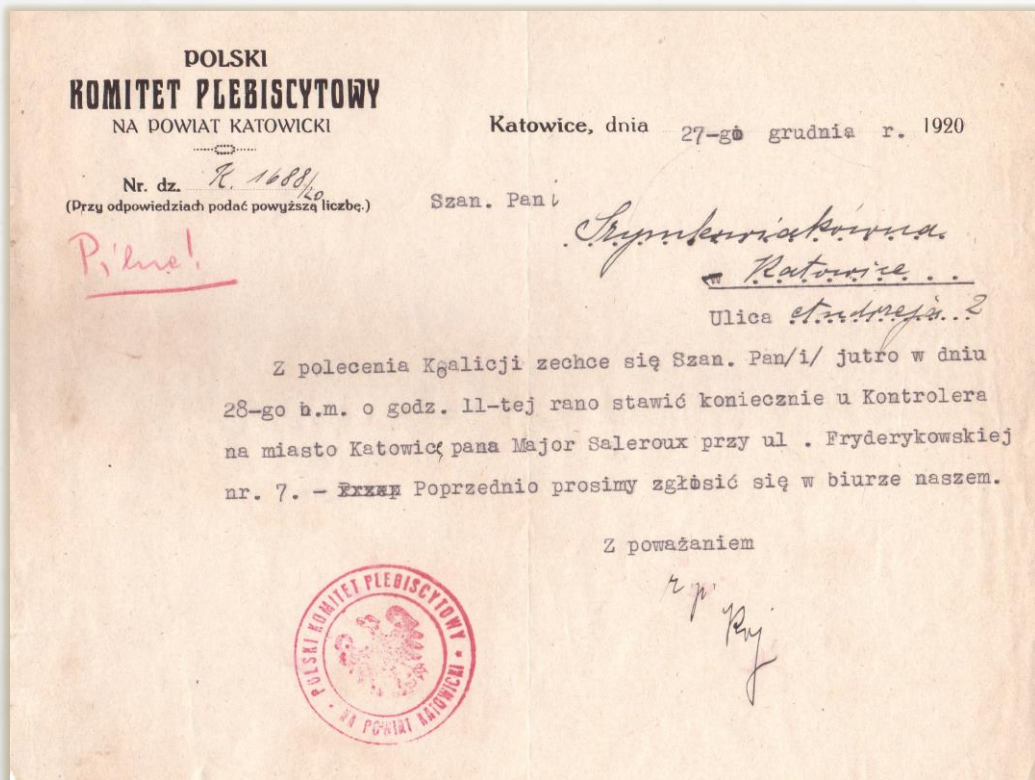 POLSKI
KOMITET PLEBISCYTOWY
NA POWIAT KATOWICKI
Katowice, dnia 27-go grudnia r. 1920
Nr. dz. K. 1688/20
(Przy odpowiedziach podać powyższą liczbę.)
Pilne!
Szan. Pani
Szymkowiakówna
w Katowice
Ulica Andrzeja 2
Z polecenia Koalicji zechce się Szan. Pan/i/ jutro w dniu
28-go b.m. o godz. 11-tej rano stawić koniecznie u Kontrolera
na miasto Katowice pana Major Saleroux przy ul . Fryderykowskiej
nr. 7. - Poprzednio prosimy zgłosić się w biurze naszem.
Z poważaniem
POLSKI KOMITET PLEBISCYTOWY
NA POWIAT KATOWICKI